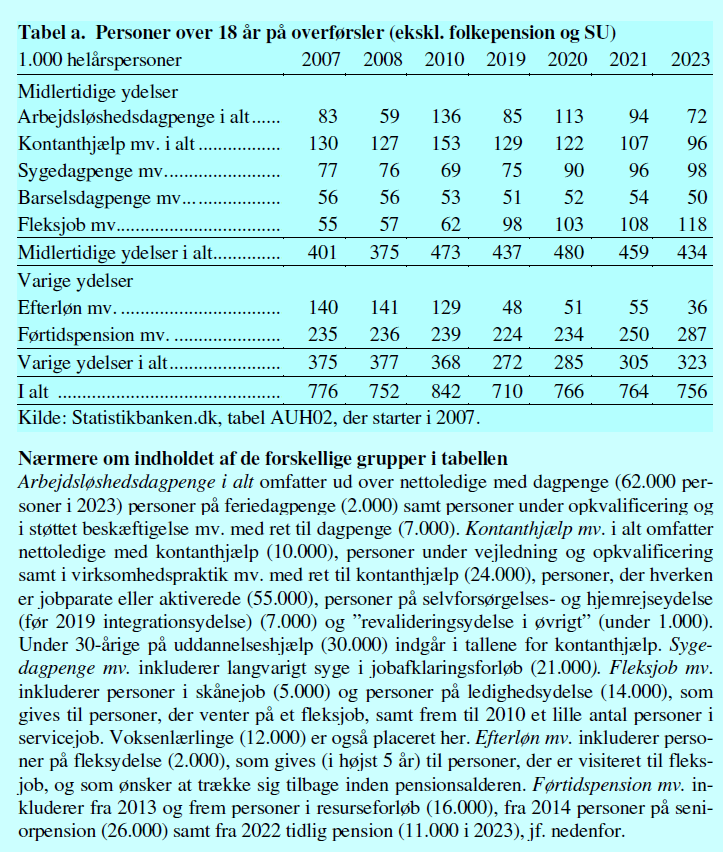 Tabel a. Personer over 18 år på overførsler (ekskl. folkepension og SU)
1.000 helårspersoner 2007 2008 2010 2019 2020 2021 2023
Midlertidige ydelser
Arbejdsløshedsdagpenge i alt...... 83 59 136 85 113 94 72
Kontanthjælp mv. i alt ................. 130 127 153 129 122 107 96
Sygedagpenge mv........................ 77 76 69 75 90 96 98
Barselsdagpenge mv ................... 56 56 53 51 52 54 50
Fleksjob mv.................................. 55 57 62 98 103 108 118
Midlertidige ydelser i alt.............. 401 375 473 437 480 459 434
Varige ydelser
Efterløn mv. ................................. 140 141 129 48 51 55 36
Førtidspension mv. ...................... 235 236 239 224 234 250 287
Varige ydelser i alt....................... 375 377 368 272 285 305 323
I alt .............................................. 776 752 842 710 766 764 756
Kilde: Statistikbanken.dk, tabel AUH02, der starter i 2007.
Nærmere om indholdet af de forskellige grupper i tabellen
Arbejdsløshedsdagpenge i alt omfatter ud over nettoledige med dagpenge (62.000 per-
soner i 2023) personer på feriedagpenge (2.000) samt personer under opkvalificering og
i støttet beskæftigelse mv. med ret til dagpenge (7.000). Kontanthjælp mv. i alt omfatter
nettoledige med kontanthjælp (10.000), personer under vejledning og opkvalificering
samt i virksomhedspraktik mv. med ret til kontanthjælp (24.000), personer, der hverken
er jobparate eller aktiverede (55.000), personer på selvforsørgelses- og hjemrejseydelse
(før 2019 integrationsydelse) (7.000) og ”revalideringsydelse i øvrigt” (under 1.000).
Under 30-årige på uddannelseshjælp (30.000) indgår i tallene for kontanthjælp. Syge-
dagpenge mv. inkluderer langvarigt syge i jobafklaringsforløb (21.000). Fleksjob mv.
inkluderer personer i skånejob (5.000) og personer på ledighedsydelse (14.000), som
gives til personer, der venter på et fleksjob, samt frem til 2010 et lille antal personer i
servicejob. Voksenlærlinge (12.000) er også placeret her. Efterløn mv. inkluderer perso-
ner på fleksydelse (2.000), som gives (i højst 5 år) til personer, der er visiteret til fleks-
job, og som ønsker at trække sig tilbage inden pensionsalderen. Førtidspension mv. in-
kluderer fra 2013 og frem personer i resurseforløb (16.000), fra 2014 personer på seni-
orpension (26.000) samt fra 2022 tidlig pension (11.000 i 2023), jf. nedenfor.